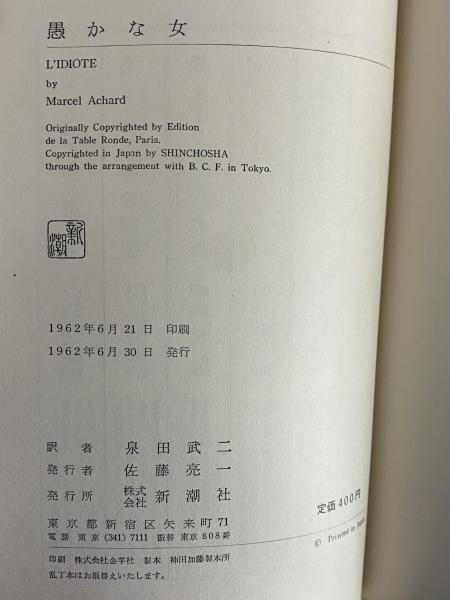 愚かな女
L'IDIOTE
by
Marcel Achard
Originally Copyrighted by Edition
de la Table Ronde, Paris.
Copyrighted in Japan by SHINCHOSHA
through the arrangement with B. C. F. in Tokyo.
新潮
1962年6月21日 印刷
1962年6月30日 発行
訳者 泉田武二
発行者 佐藤亮一
発行所 株式会社 新潮社
東京都新宿区矢来町71
電話 東京 (341) 7111 振替 東京 808番
定価400円
© Printed in Japan
印刷 株式会社金羊社 製本 神田加藤製本所
乱丁本はお取替えいたします。